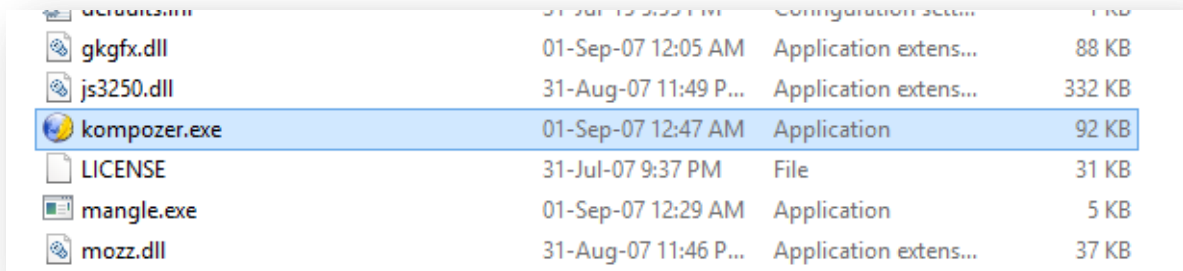 gkgfx.dll 01-Sep-07 12:05 AM Application extens... 88 KB
js3250.dll 31-Aug-07 11:49 P... Application extens... 332 KB
kompozer.exe 01-Sep-07 12:47 AM Application 92 KB
LICENSE 31-Jul-07 9:37 PM File 31 KB
mangle.exe 01-Sep-07 12:29 AM Application 5 KB
mozz.dll 31-Aug-07 11:46 P... Application extens... 37 KB